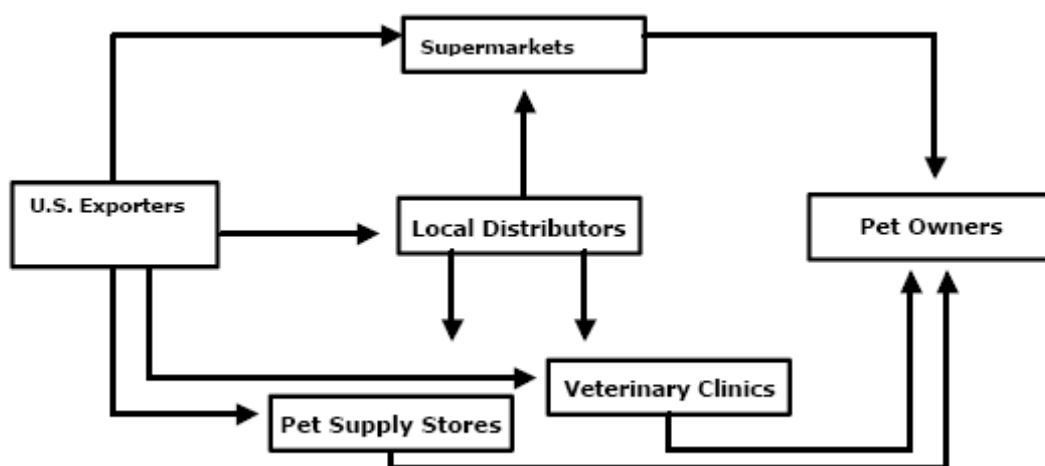 Supermarkets
U.S. Exporters
Local Distributors
Pet Owners
Veterinary Clinics
Pet Supply Stores